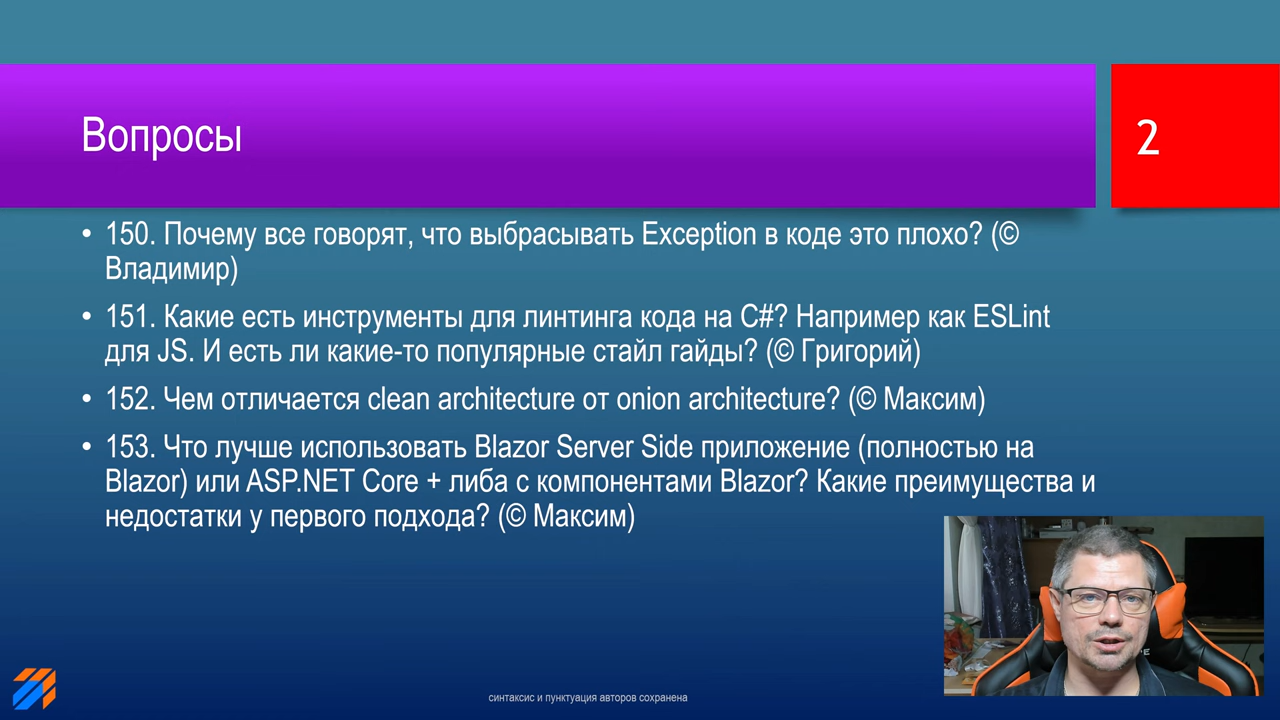 Вопросы
2
• 150. Почему все говорят, что выбрасывать Exception в коде это плохо? (©
Владимир)
• 151. Какие есть инструменты для линтинга кода на C#? Например как ESLint
для JS. И есть ли какие-то популярные стайл гайды? (© Григорий)
• 152. Чем отличается clean architecture от onion architecture? (© Максим)
• 153. Что лучше использовать Blazor Server Side приложение (полностью на
Blazor) или ASP.NET Core + либа с компонентами Blazor? Какие преимущества и
недостатки у первого подхода? (© Максим)
синтаксис и пунктуация авторов сохранена